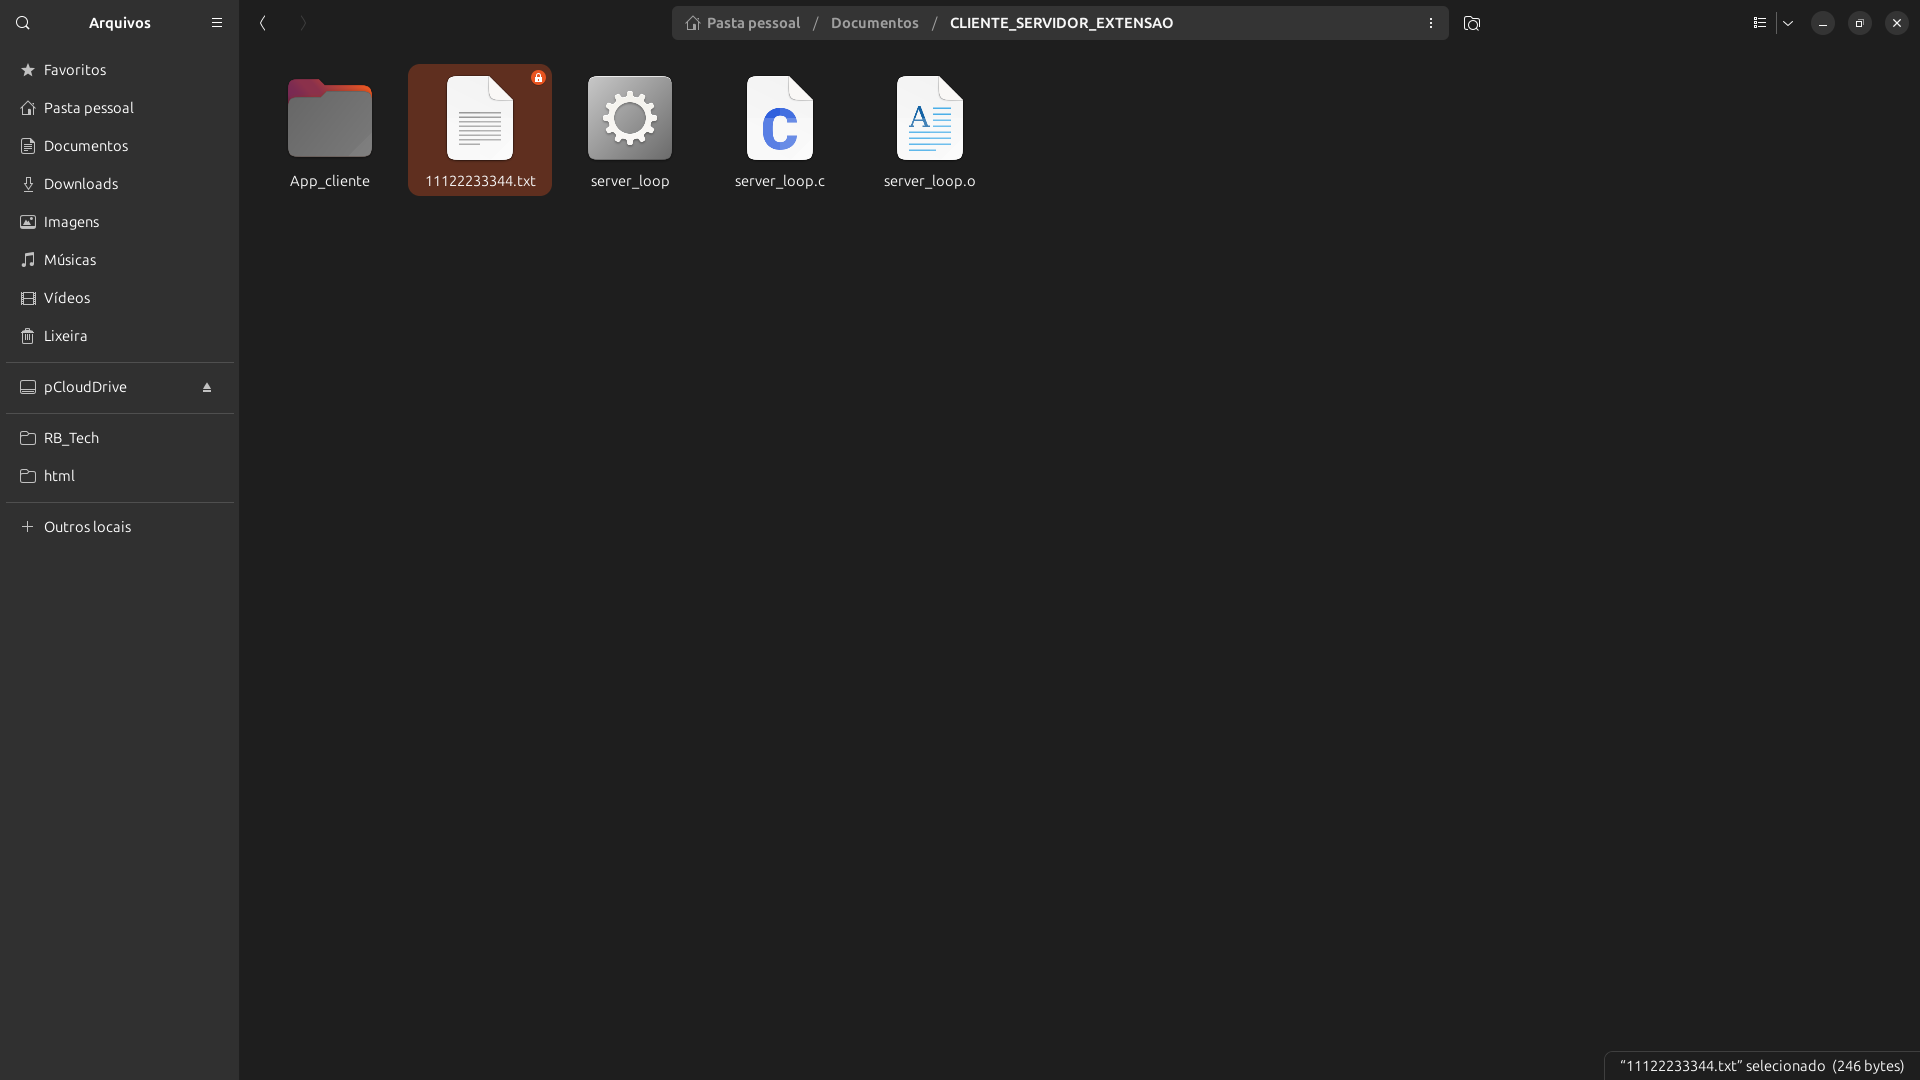 Arquivos
Pasta pessoal / Documentos / CLIENTE_SERVIDOR_EXTENSAO
Favoritos
Pasta pessoal
Documentos
Downloads
Imagens
Músicas
Vídeos
Lixeira
pCloudDrive
RB_Tech
html
Outros locais
App_cliente
11122233344.txt
server_loop
C
server_loop.c
A
server_loop.o
“11122233344.txt” selecionado (246 bytes)